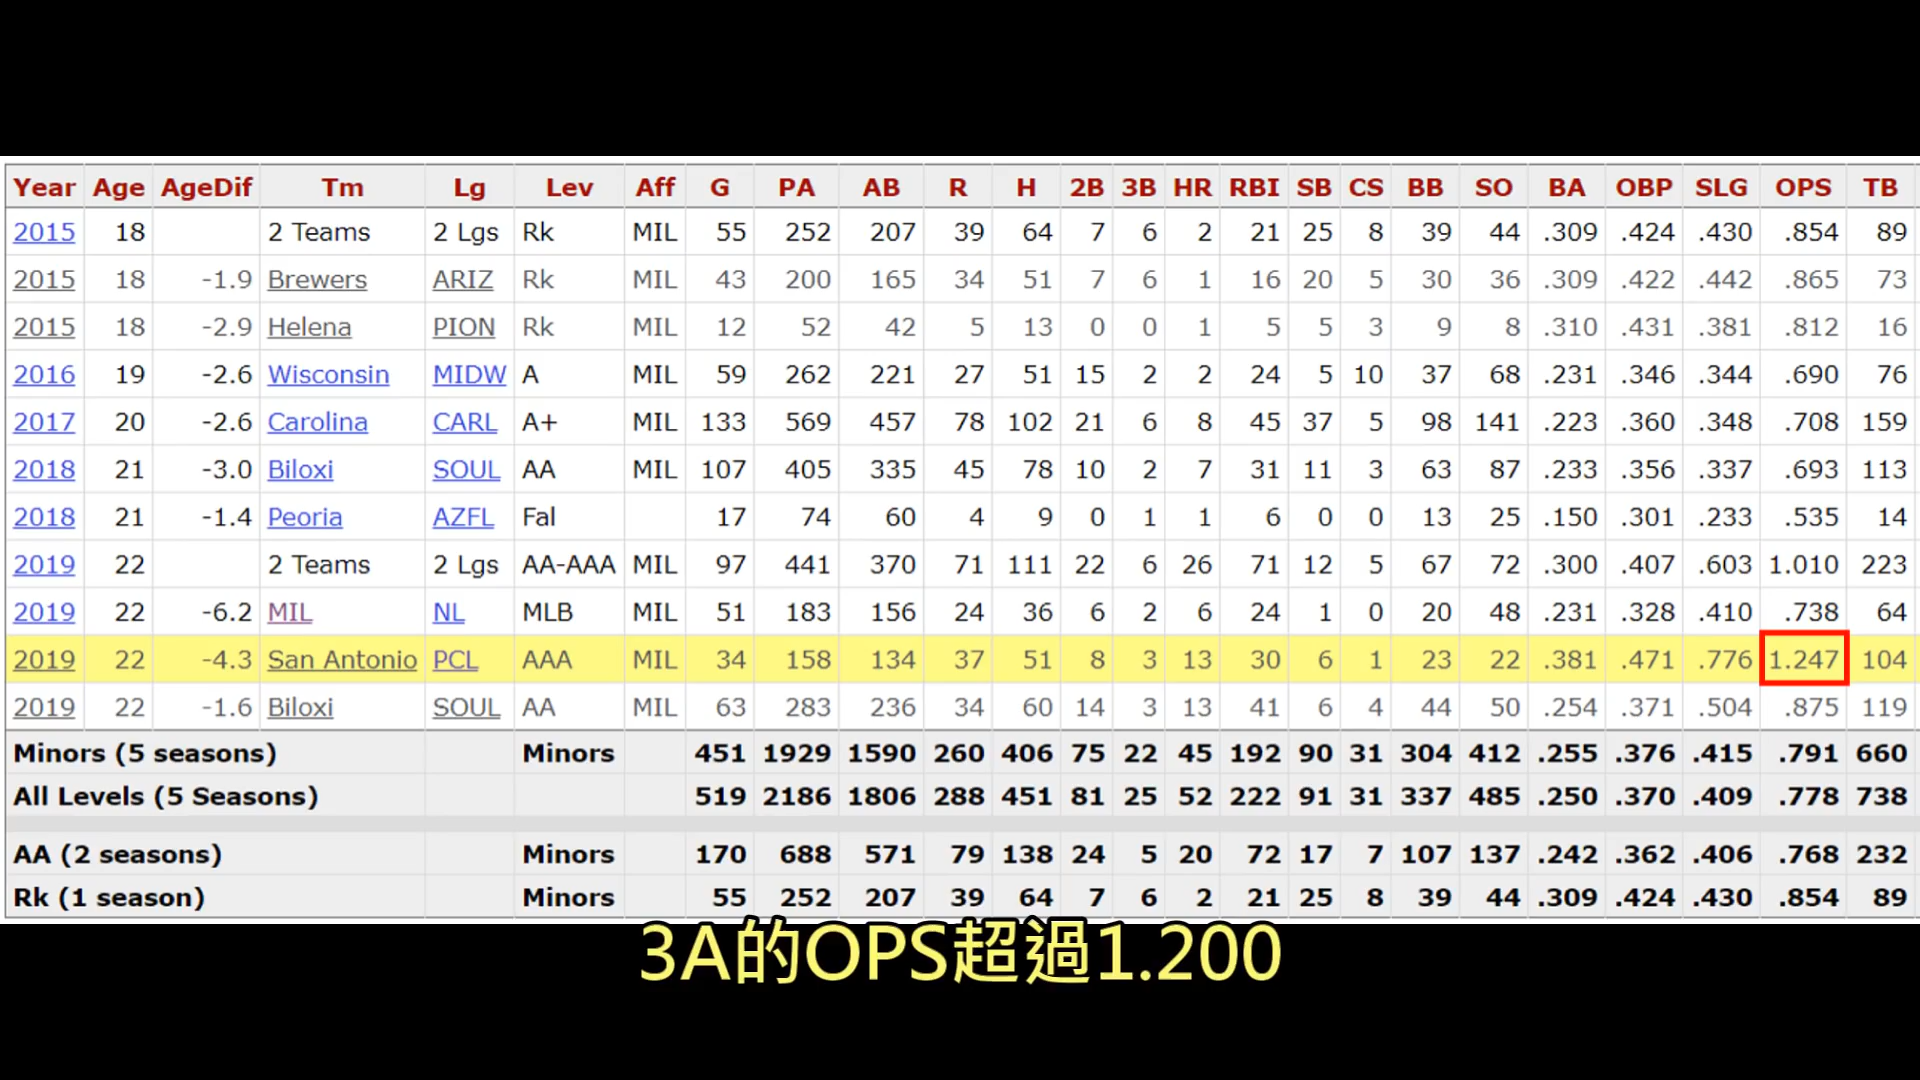 Year Age AgeDif Tm Lg Lev Aff G PA AB R H 2B 3B HR RBI SB CS BB SO BA OBP SLG OPS TB
2015 18 2 Teams 2 Lgs Rk MIL 55 252 207 39 64 7 6 2 21 25 8 39 44 .309 .424 .430 .854 89
2015 18 -1.9 Brewers ARIZ Rk MIL 43 200 165 34 51 7 6 1 16 20 5 30 36 .309 .422 .442 .865 73
2015 18 -2.9 Helena PION Rk MIL 12 52 42 5 13 0 0 1 5 5 3 9 8 .310 .431 .381 .812 16
2016 19 -2.6 Wisconsin MIDW A MIL 59 262 221 27 51 15 2 2 24 5 10 37 68 .231 .346 .344 .690 76
2017 20 -2.6 Carolina CARL A+ MIL 133 569 457 78 102 21 6 8 45 37 5 98 141 .223 .360 .348 .708 159
2018 21 -3.0 Biloxi SOUL AA MIL 107 405 335 45 78 10 2 7 31 11 3 63 87 .233 .356 .337 .693 113
2018 21 -1.4 Peoria AZFL Fal 17 74 60 4 9 0 1 1 6 0 0 13 25 .150 .301 .233 .535 14
2019 22 2 Teams 2 Lgs AA-AAA MIL 97 441 370 71 111 22 6 26 71 12 5 67 72 .300 .407 .603 1.010 223
2019 22 -6.2 MIL NL MLB MIL 51 183 156 24 36 6 2 6 24 1 0 20 48 .231 .328 .410 .738 64
2019 22 -4.3 San Antonio PCL AAA MIL 34 158 134 37 51 8 3 13 30 6 1 23 22 .381 .471 .776 1.247 104
2019 22 -1.6 Biloxi SOUL AA MIL 63 283 236 34 60 14 3 13 41 6 4 44 50 .254 .371 .504 .875 119
Minors (5 seasons) Minors 451 1929 1590 260 406 75 22 45 192 90 31 304 412 .255 .376 .415 .791 660
All Levels (5 Seasons) 519 2186 1806 288 451 81 25 52 222 91 31 337 485 .250 .370 .409 .778 738
AA (2 seasons) Minors 170 688 571 79 138 24 5 20 72 17 7 107 137 .242 .362 .406 .768 232
Rk (1 season) Minors 55 252 207 39 64 7 6 2 21 25 8 39 44 .309 .424 .430 .854 89
3A的OPS超過1.200